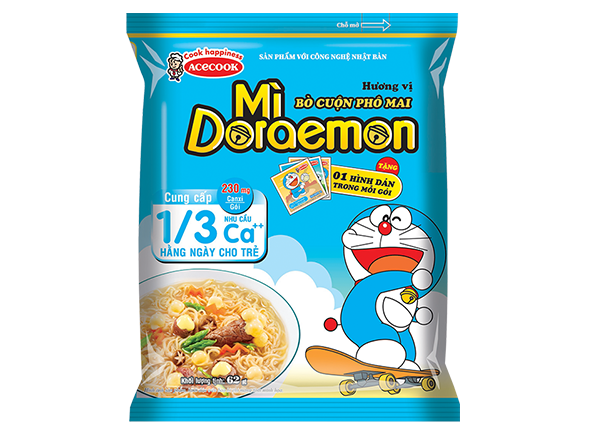 Chỗ mở
Cook happiness
ACECOOK
SẢN PHẨM VỚI CÔNG NGHỆ NHẬT BẢN
Hương vị
BÒ CUỘN PHÔ MAI
Mì
Doraemon
TẶNG
01 HÌNH DÁN
TRONG MỖI GÓI
230 mg
Canxi
Gói
Cung cấp
1/3 NHU CẦU Ca++
HẰNG NGÀY CHO TRẺ
Khối lượng tịnh: 62 g